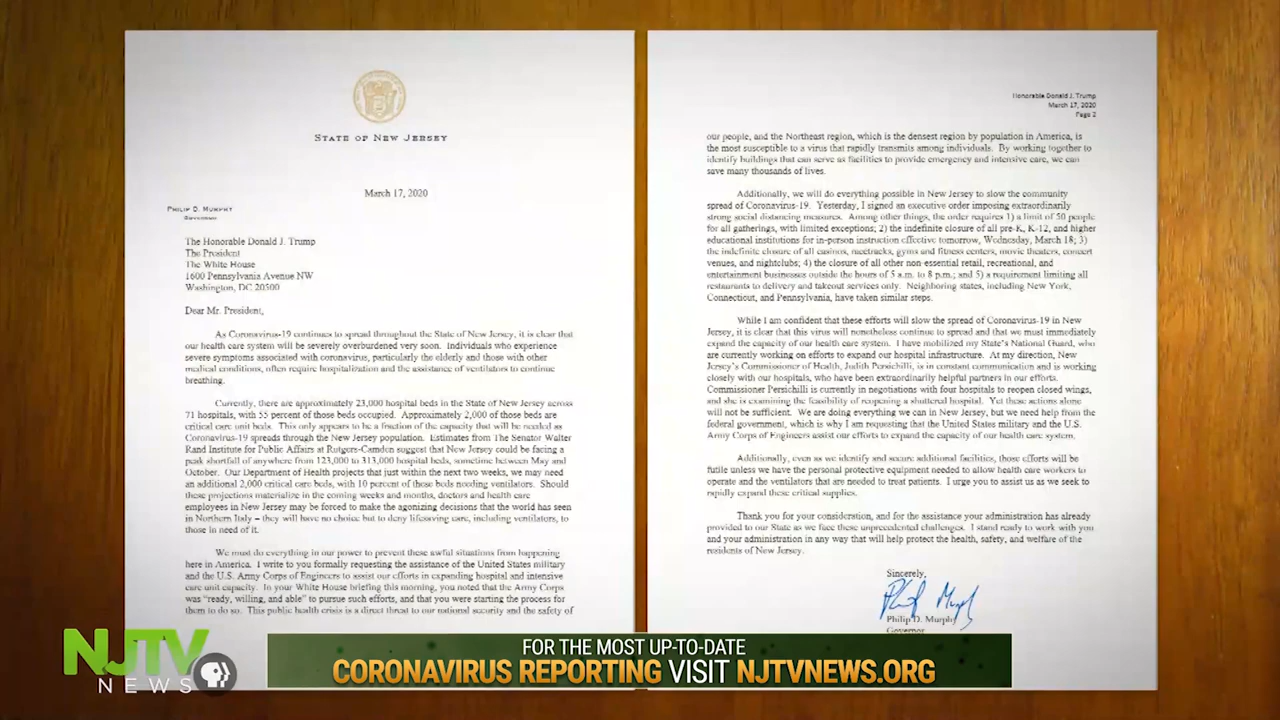 STATE OF NEW JERSEY
March 17, 2020
PHILIP D. MURPHY
GOVERNOR
The Honorable Donald J. Trump
The President
The White House
1600 Pennsylvania Avenue NW
Washington, DC 20500
Dear Mr. President,
As Coronavirus-19 continues to spread throughout the State of New Jersey, it is clear that
our health care system will be severely overburdened very soon. Individuals who experience
severe symptoms associated with coronavirus, particularly the elderly and those with other
medical conditions, often require hospitalization and the assistance of ventilators to continue
breathing.
Currently, there are approximately 23,000 hospital beds in the State of New Jersey across
71 hospitals, with 55 percent of those beds occupied. Approximately 2,000 of those beds are
critical care unit beds. This only appears to be a fraction of the capacity that will be needed as
Coronavirus-19 spreads through the New Jersey population. Estimates from The Senator Walter
Rand Institute for Public Affairs at Rutgers-Camden suggest that New Jersey could be facing a
peak shortfall of anywhere from 123,000 to 313,000 hospital beds, sometime between May and
October. Our Department of Health projects that just within the next two weeks, we may need
an additional 2,000 critical care beds, with 10 percent of these beds needing ventilators. Should
these projections materialize in the coming weeks and months, doctors and health care
employees in New Jersey may be forced to make the agonizing decisions that the world has seen
in Northern Italy – they will have no choice but to deny lifesaving care, including ventilators, to
those in need of it.
We must do everything in our power to prevent these awful situations from happening
here in America. I write to you formally requesting the assistance of the United States military
and the U.S. Army Corps of Engineers to assist our efforts in expanding hospital and intensive
care unit capacity. In your White House briefing this morning, you noted that the Army Corps
was “ready, willing, and able” to pursue such efforts, and that you were starting the process for
them to do so. This public health crisis is a direct threat to our national security and the safety of
Honorable Donald J. Trump
March 17, 2020
Page 2
our people, and the Northeast region, which is the densest region by population in America, is
the most susceptible to a virus that rapidly transmits among individuals. By working together to
identify buildings that can serve as facilities to provide emergency and intensive care, we can
save many thousands of lives.
Additionally, we will do everything possible in New Jersey to slow the community
spread of Coronavirus-19. Yesterday, I signed an executive order imposing extraordinarily
strong social distancing measures. Among other things, the order requires 1) a limit of 50 people
for all gatherings, with limited exceptions; 2) the indefinite closure of all pre-K, K-12, and higher
educational institutions for in-person instruction effective tomorrow, Wednesday, March 18; 3)
the indefinite closure of all casinos, racetracks, gyms and fitness centers, movie theaters, concert
venues, and nightclubs; 4) the closure of all other non-essential retail, recreational, and
entertainment businesses outside the hours of 5 a.m. to 8 p.m.; and 5) a requirement limiting all
restaurants to delivery and takeout services only. Neighboring states, including New York,
Connecticut, and Pennsylvania, have taken similar steps.
While I am confident that these efforts will slow the spread of Coronavirus-19 in New
Jersey, it is clear that this virus will nonetheless continue to spread and that we must immediately
expand the capacity of our health care system. I have mobilized my State’s National Guard, who
are currently working on efforts to expand our hospital infrastructure. At my direction, New
Jersey’s Commissioner of Health, Judith Persichilli, is in constant communication and is working
closely with our hospitals, who have been extraordinarily helpful partners in our efforts.
Commissioner Persichilli is currently in negotiations with four hospitals to reopen closed wings,
and she is examining the feasibility of reopening a shuttered hospital. Yet these actions alone
will not be sufficient. We are doing everything we can in New Jersey, but we need help from the
federal government, which is why I am requesting that the United States military and the U.S.
Army Corps of Engineers assist our efforts to expand the capacity of our health care system.
Additionally, even as we identify and secure additional facilities, those efforts will be
futile unless we have the personal protective equipment needed to allow health care workers to
operate and the ventilators that are needed to treat patients. I urge you to assist us as we seek to
rapidly expand these critical supplies.
Thank you for your consideration, and for the assistance your administration has already
provided to our State as we face these unprecedented challenges. I stand ready to work with you
and your administration in any way that will help protect the health, safety, and welfare of the
residents of New Jersey.
Sincerely,
Philip D. Murphy
Governor
NJTV
NEWS
PBS
FOR THE MOST UP-TO-DATE
CORONAVIRUS REPORTING VISIT NJTVNEWS.ORG